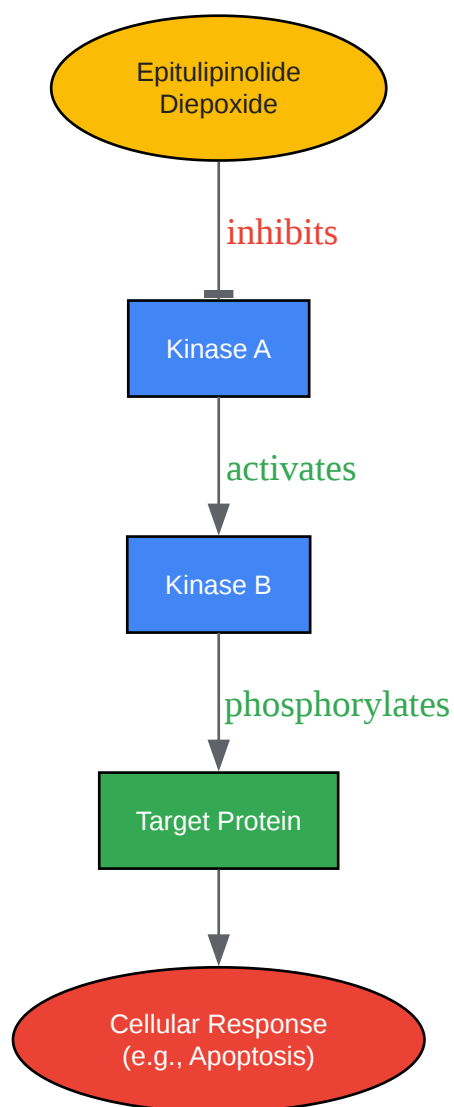 Epitulipinolide
Diepoxide
inhibits
Kinase A
activates
Kinase B
phosphorylates
Target Protein
Cellular Response
(e.g., Apoptosis)